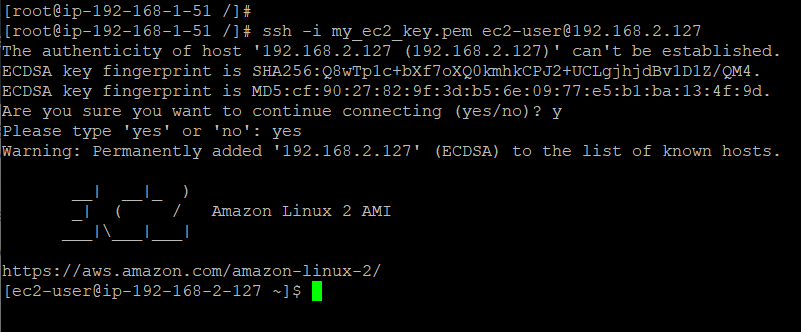 [root@ip-192-168-1-51 /]#
[root@ip-192-168-1-51 /]# ssh -i my_ec2_key.pem ec2-user@192.168.2.127
The authenticity of host '192.168.2.127 (192.168.2.127)' can't be established.
ECDSA key fingerprint is SHA256:Q8wTp1c+bXf7oXQ0kmhkCPJ2+UCLgjhjdBv1D1Z/QM4.
ECDSA key fingerprint is MD5:cf:90:27:82:9f:3d:b5:6e:09:77:e5:b1:ba:13:4f:9d.
Are you sure you want to continue connecting (yes/no)? y
Please type 'yes' or 'no': yes
Warning: Permanently added '192.168.2.127' (ECDSA) to the list of known hosts.

       __|  __|_  )
       _|  (     /   Amazon Linux 2 AMI
      ___|\___|___|

https://aws.amazon.com/amazon-linux-2/
[ec2-user@ip-192-168-2-127 ~]$